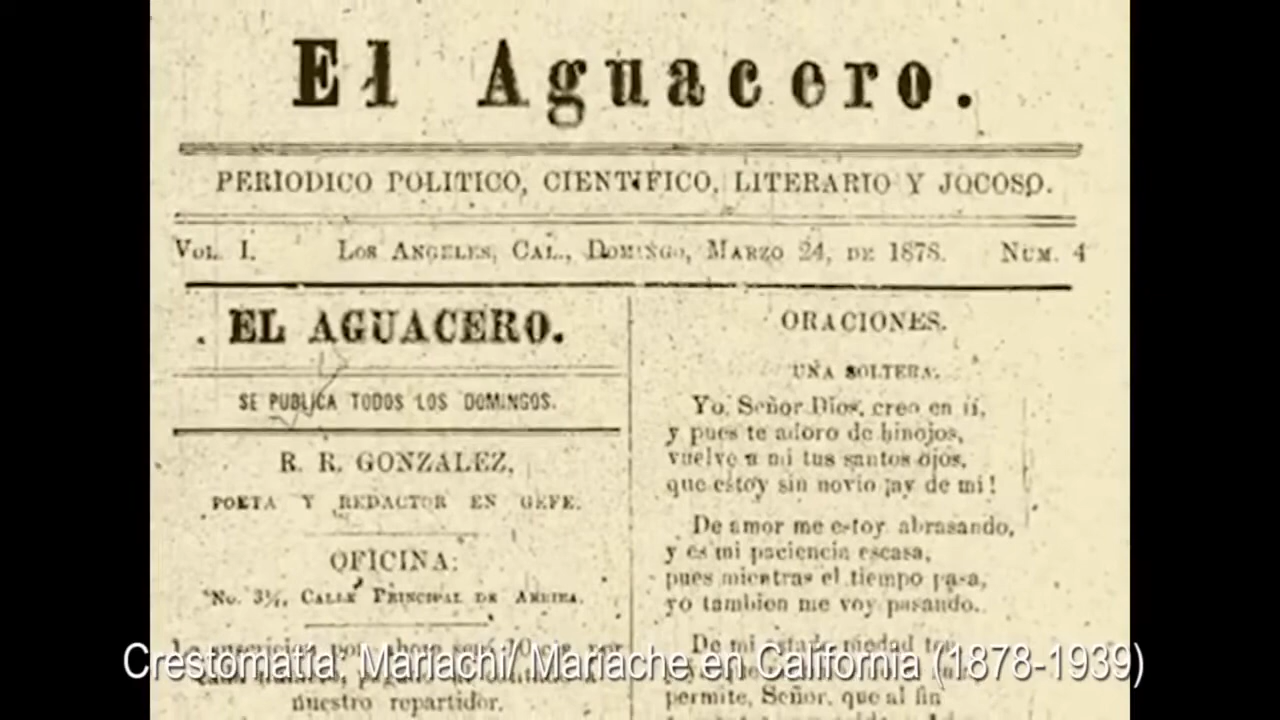 El Aguacero.
PERIODICO POLITICO, CIENTIFICO, LITERARIO Y JOCOSO.
VOL. I. LOS ANGELES, CAL., DOMINGO, MARZO 24, DE 1878. NUM. 4
EL AGUACERO.
SE PUBLICA TODOS LOS DOMINGOS.
R. R. GONZALEZ,
POETA Y REDACTOR EN GEFE.
OFICINA:
No. 3½, CALLE PRINCIPAL DE ARRIBA.
nuestro repartidor.
ORACIONES.
UNA SOLTERA.
Yo, Señor Dios, creo en tí,
y pues te adoro de hinojos,
vuelve a mi tus santos ojos,
que estoy sin novio ¡ay de mi!
De amor me estoy abrasando,
y es mi paciencia escasa,
pues mientras el tiempo pasa,
yo tambien me voy pasando.
De mi estado piedad
permite, Señor, que al fin
Crestomatía, Mariachi/ Mariache en California (1878-1939)